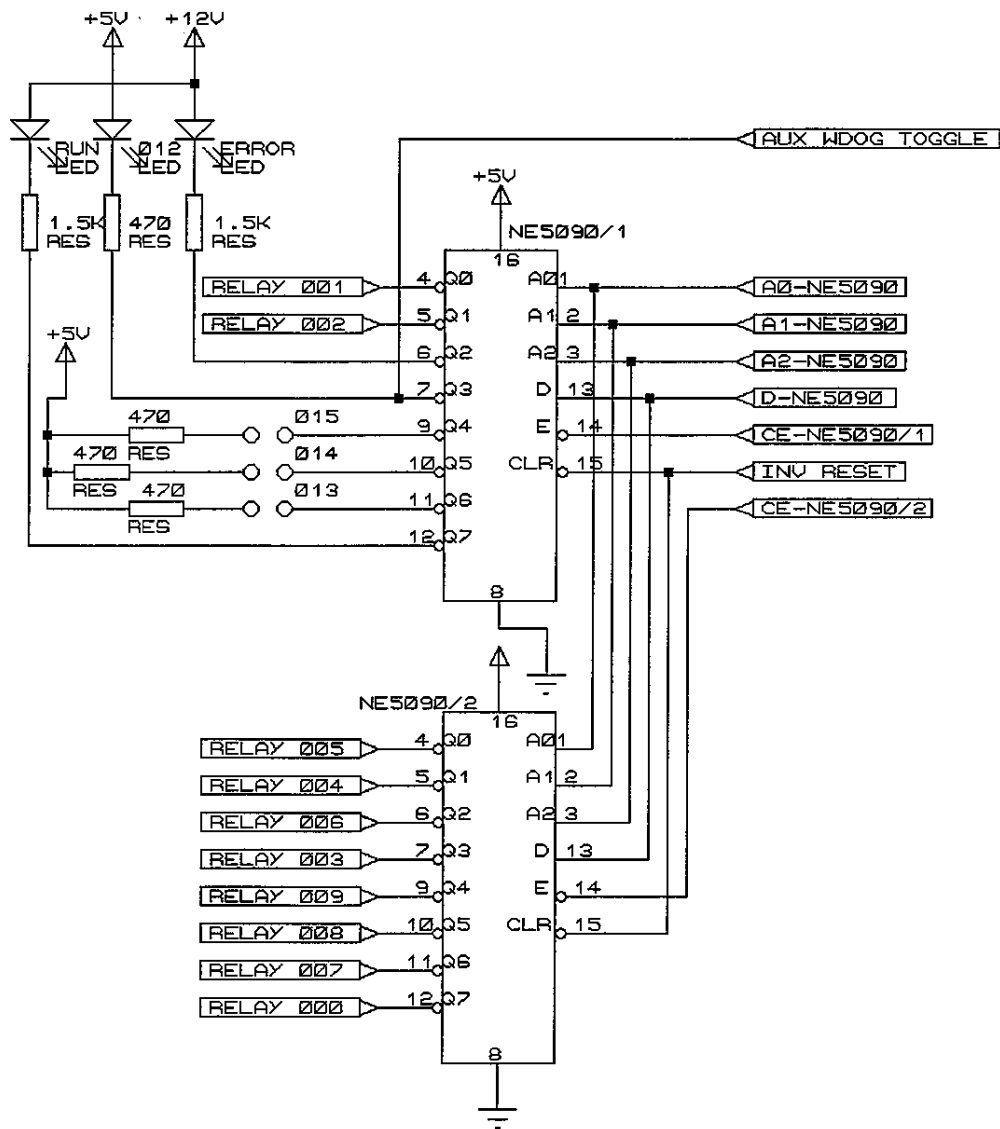 +5V +12V
RUN LED
012 LED
ERROR LED
AUX WDOG TOGGLE
1.5K RES
470 RES
1.5K RES
+5V
NE5090/1
16
RELAY 001 4 Q0 A0 1 A0-NE5090
RELAY 002 5 Q1 A1 2 A1-NE5090
+5V
6 Q2 A2 3 A2-NE5090
7 Q3 D 13 D-NE5090
470 RES 015 9 Q4 E 14 CE-NE5090/1
470 RES 014 10 Q5 CLR 15 INV RESET
470 RES 013 11 Q6 CE-NE5090/2
12 Q7
8
NE5090/2
16
RELAY 005 4 Q0 A0 1
RELAY 004 5 Q1 A1 2
RELAY 006 6 Q2 A2 3
RELAY 003 7 Q3 D 13
RELAY 009 9 Q4 E 14
RELAY 008 10 Q5 CLR 15
RELAY 007 11 Q6
RELAY 000 12 Q7
8